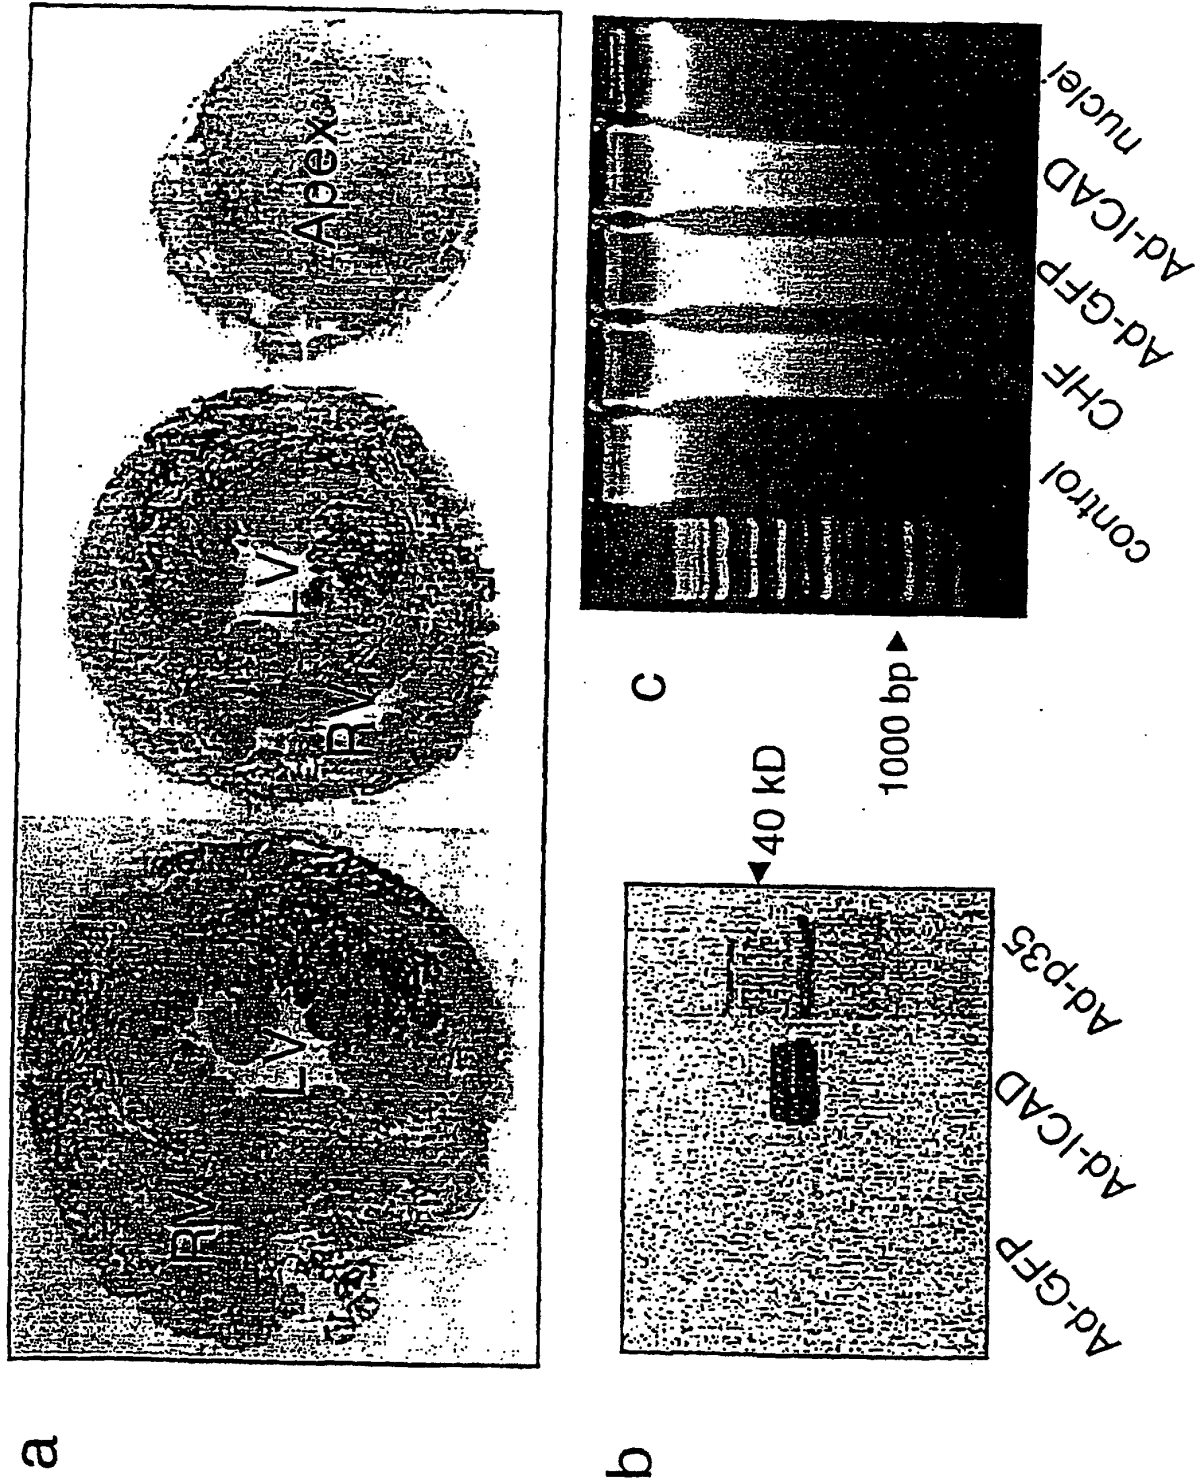 a
RV
LV
RV
LV
Apex
b
40 kD
Ad-GFP
Ad-ICAD
Ad-p35
c
1000 bp
control
CHF
Ad-GFP
Ad-ICAD
nuclei